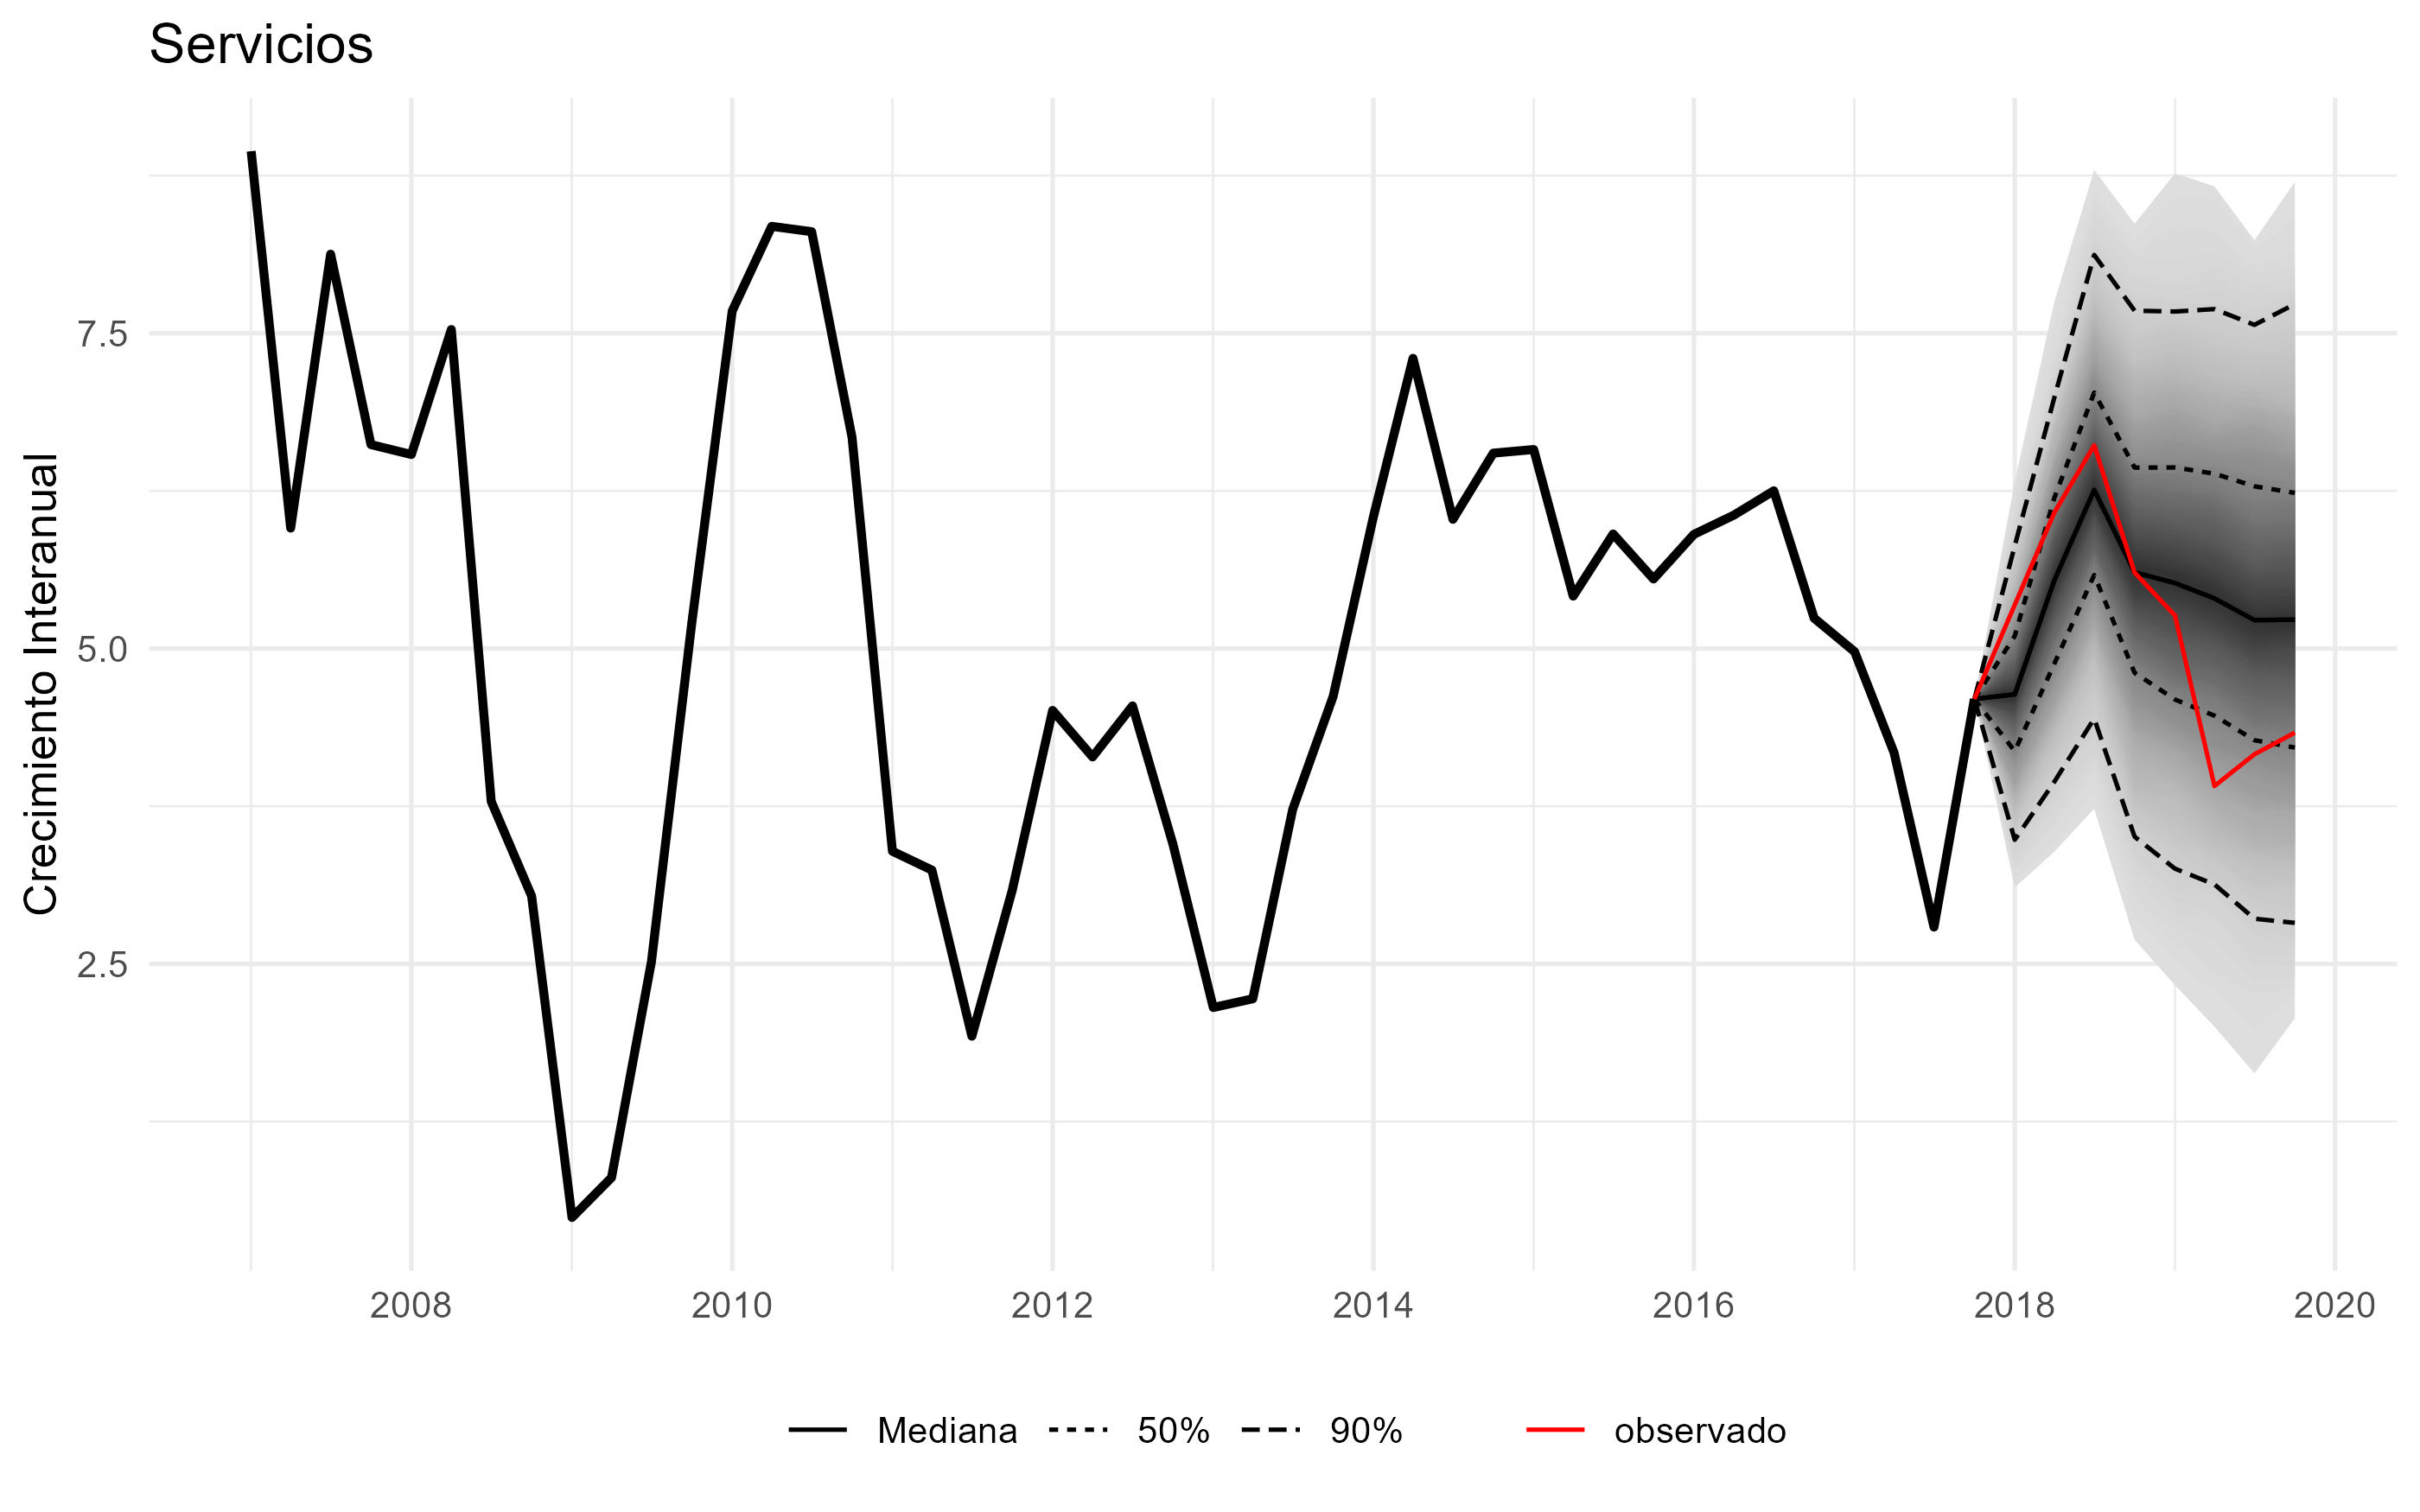 Servicios
Crecimiento Interanual
7.5
5.0
2.5
2008 2010 2012 2014 2016 2018 2020
Mediana 50% 90% observado